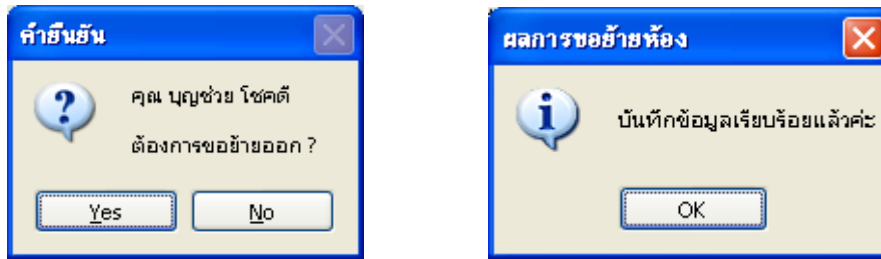 คำยืนยัน
คุณ บุญช่วย โชคดี
ต้องการขอย้ายออก ?
Yes
No
ผลการขอย้ายห้อง
บันทึกข้อมูลเรียบร้อยแล้วค่ะ
OK